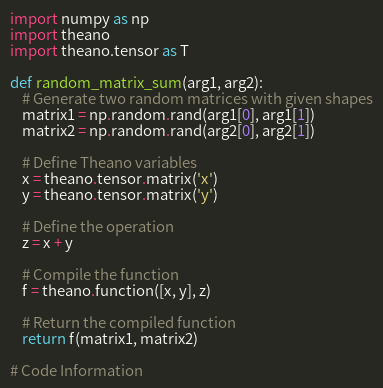 import numpy as np
import theano
import theano.tensor as T

def random_matrix_sum(arg1, arg2):
    # Generate two random matrices with given shapes
    matrix1 = np.random.rand(arg1[0], arg1[1])
    matrix2 = np.random.rand(arg2[0], arg2[1])

    # Define Theano variables
    x = theano.tensor.matrix('x')
    y = theano.tensor.matrix('y')

    # Define the operation
    z = x + y

    # Compile the function
    f = theano.function([x, y], z)

    # Return the compiled function
    return f(matrix1, matrix2)

# Code Information